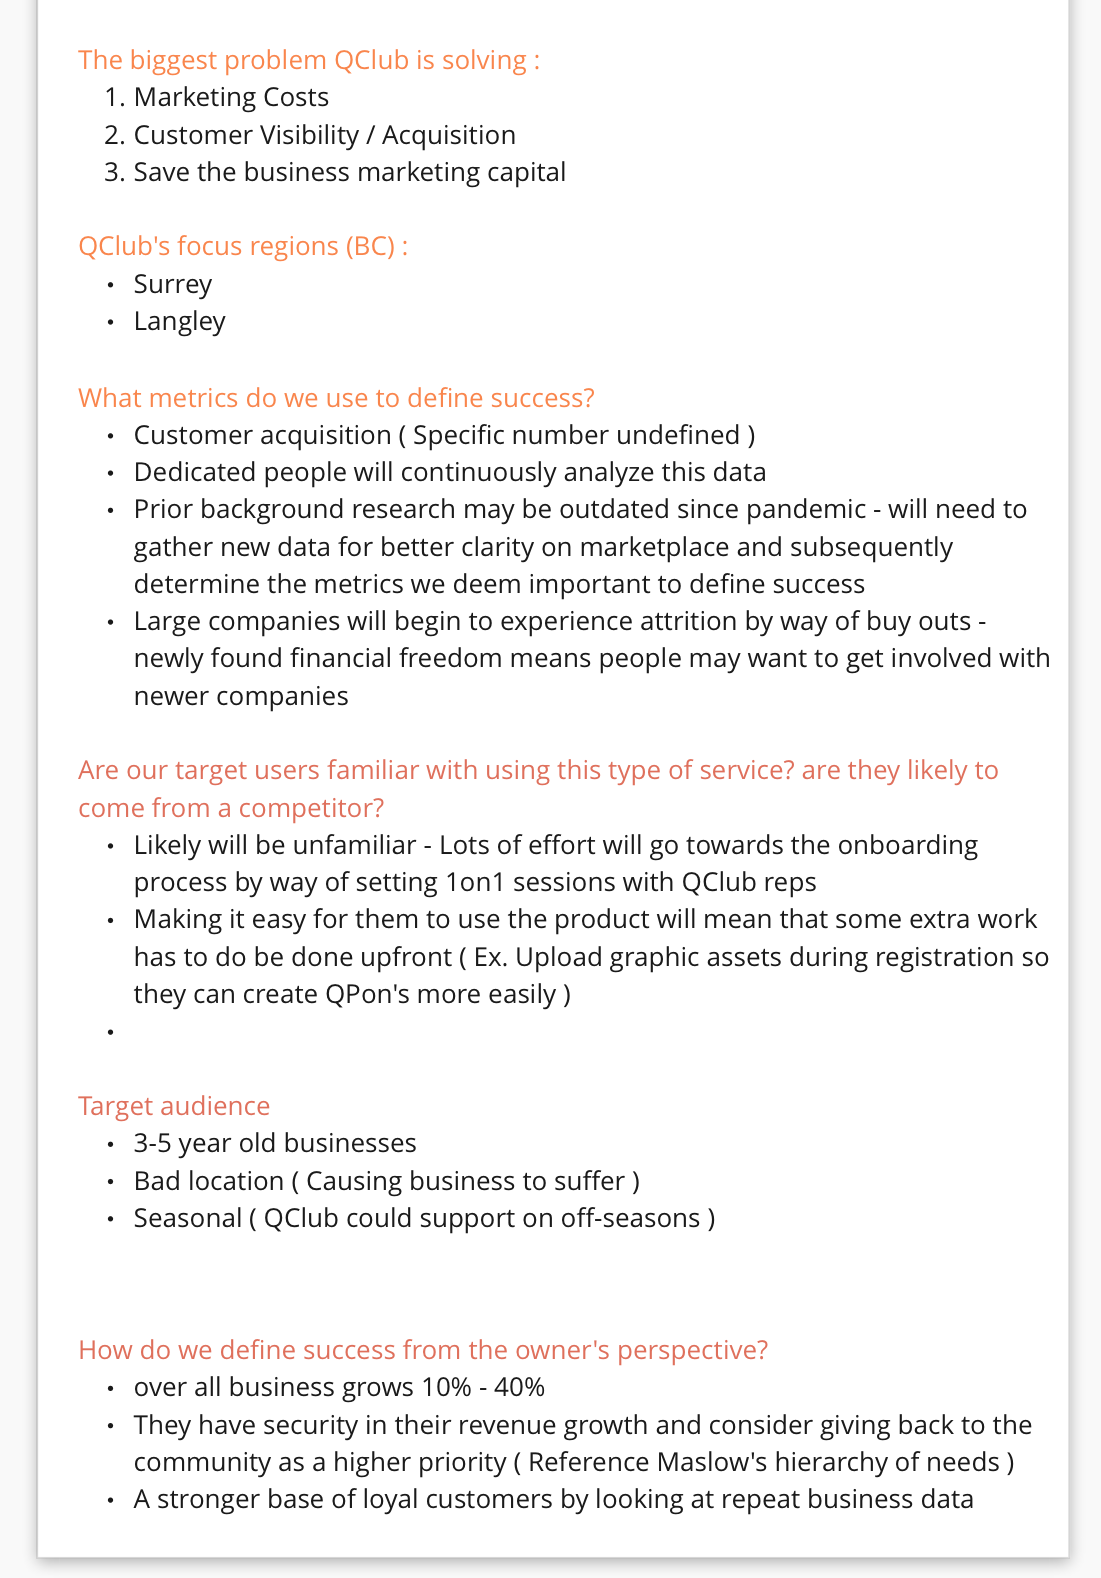 The biggest problem QClub is solving :
1. Marketing Costs
2. Customer Visibility / Acquisition
3. Save the business marketing capital
QClub's focus regions (BC) :
• Surrey
• Langley
What metrics do we use to define success?
• Customer acquisition ( Specific number undefined )
• Dedicated people will continuously analyze this data
• Prior background research may be outdated since pandemic - will need to
gather new data for better clarity on marketplace and subsequently
determine the metrics we deem important to define success
• Large companies will begin to experience attrition by way of buy outs -
newly found financial freedom means people may want to get involved with
newer companies
Are our target users familiar with using this type of service? are they likely to
come from a competitor?
• Likely will be unfamiliar - Lots of effort will go towards the onboarding
process by way of setting 1on1 sessions with QClub reps
• Making it easy for them to use the product will mean that some extra work
has to do be done upfront ( Ex. Upload graphic assets during registration so
they can create QPon's more easily )
•
Target audience
• 3-5 year old businesses
• Bad location ( Causing business to suffer )
• Seasonal ( QClub could support on off-seasons )
How do we define success from the owner's perspective?
• over all business grows 10% - 40%
• They have security in their revenue growth and consider giving back to the
community as a higher priority ( Reference Maslow's hierarchy of needs )
• A stronger base of loyal customers by looking at repeat business data